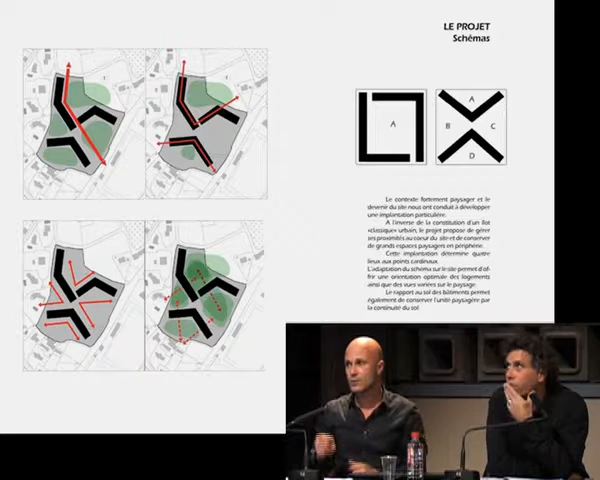 LE PROJET
Schémas
A
A
B
C
D
Le contexte fortement paysager et le
devenir du site nous ont conduit à développer
une implantation particulière.
A l'inverse de la constitution d'un îlot
«classique» urbain, le projet propose de gérer
ses proximités au coeur du site et de conserver
de grands espaces paysagers en périphérie.
Cette implantation détermine quatre
lieux aux points cardinaux.
L'adaptation du schéma sur le site permet d'of-
frir une orientation optimale des logements
ainsi que des vues variées sur le paysage.
Le rapport au sol des bâtiments permet
également de conserver l'unité paysagère par
la continuité du sol.